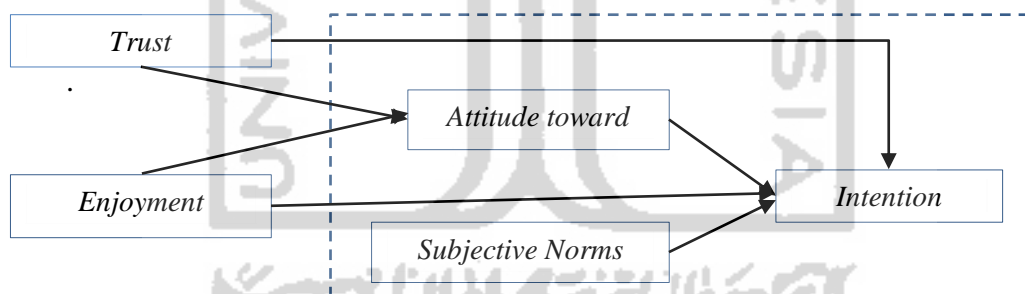 Trust
.
Attitude toward
Enjoyment
Intention
Subjective Norms